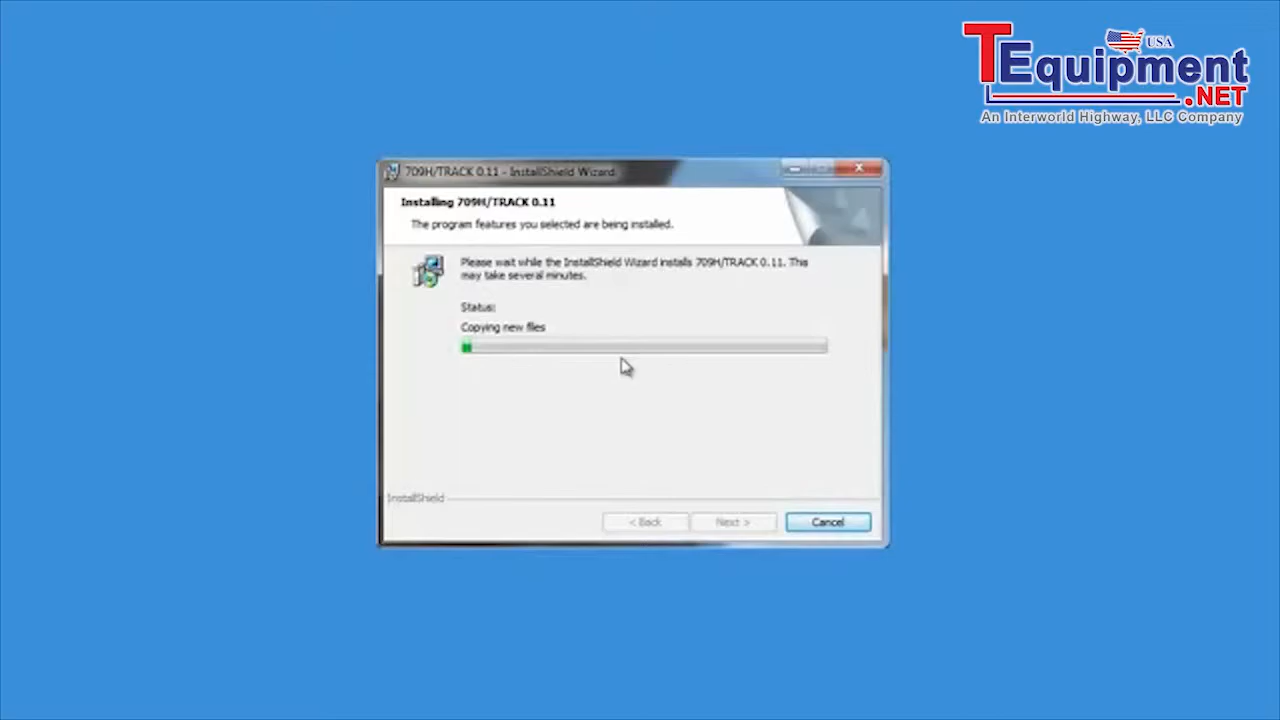 TEquipment
USA
.NET
An Interworld Highway, LLC Company
709H/TRACK 0.11 - InstallShield Wizard
Installing 709H/TRACK 0.11
The program features you selected are being installed.
Please wait while the InstallShield Wizard installs 709H/TRACK 0.11. This
may take several minutes.
Status:
Copying new files
InstallShield
< Back
Next >
Cancel